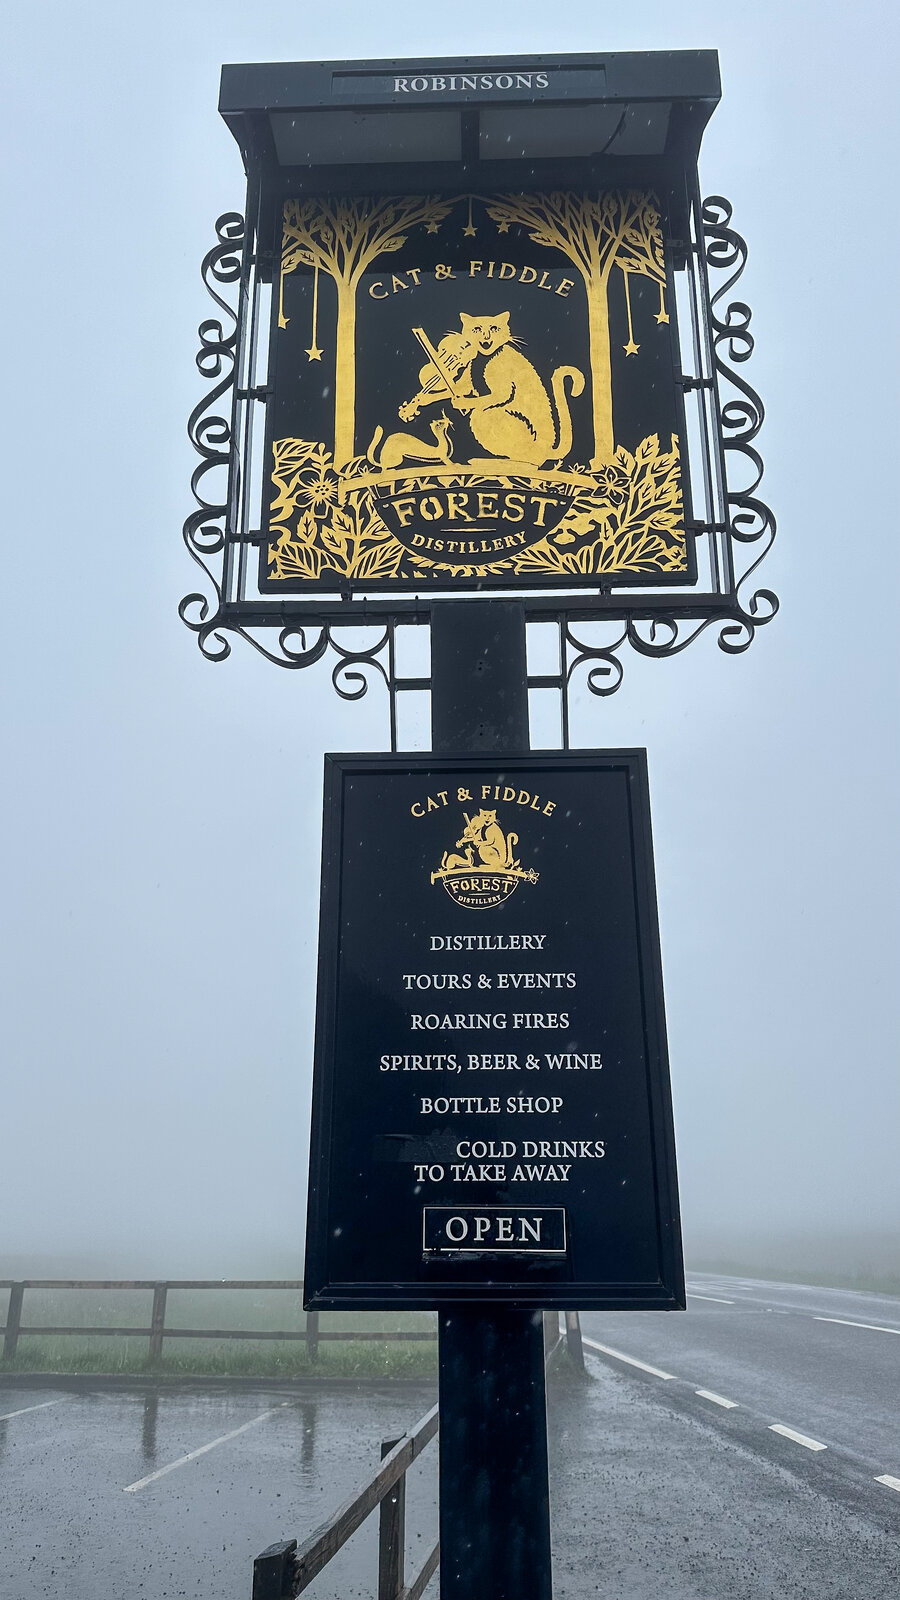 ROBINSONS
CAT & FIDDLE
FOREST
DISTILLERY
CAT & FIDDLE
FOREST
DISTILLERY
DISTILLERY
TOURS & EVENTS
ROARING FIRES
SPIRITS, BEER & WINE
BOTTLE SHOP
COLD DRINKS
TO TAKE AWAY
OPEN